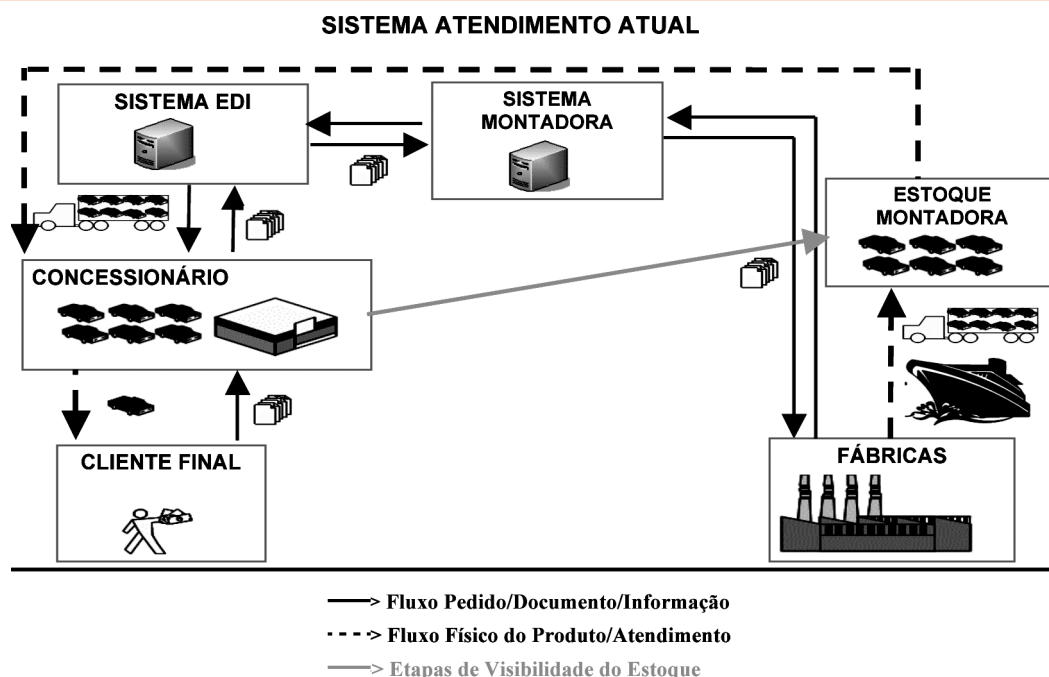 SISTEMA ATENDIMENTO ATUAL
SISTEMA EDI
SISTEMA
MONTADORA
ESTOQUE
MONTADORA
CONCESSIONÁRIO
CLIENTE FINAL
FÁBRICAS
Fluxo Pedido/Documento/Informação
Fluxo Físico do Produto/Atendimento
Etapas de Visibilidade do Estoque